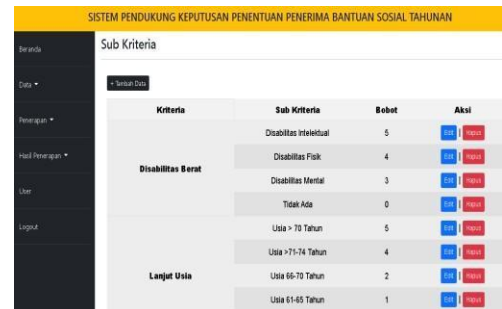 SISTEM PENDUKUNG KEPUTUSAN PENENTUAN PENERIMA BANTUAN SOSIAL TAHUNAN
Beranda
Data
Penerapan
Hasil Penerapan
User
Logout
Sub Kriteria
+ Tambah Data
Kriteria Sub Kriteria Bobot Aksi
Disabilitas Berat
Disabilitas Intelektual 5 Edit | Hapus
Disabilitas Fisik 4 Edit | Hapus
Disabilitas Mental 3 Edit | Hapus
Tidak Ada 0 Edit | Hapus
Lanjut Usia
Usia > 70 Tahun 5 Edit | Hapus
Usia >71-74 Tahun 4 Edit | Hapus
Usia 66-70 Tahun 2 Edit | Hapus
Usia 61-65 Tahun 1 Edit | Hapus